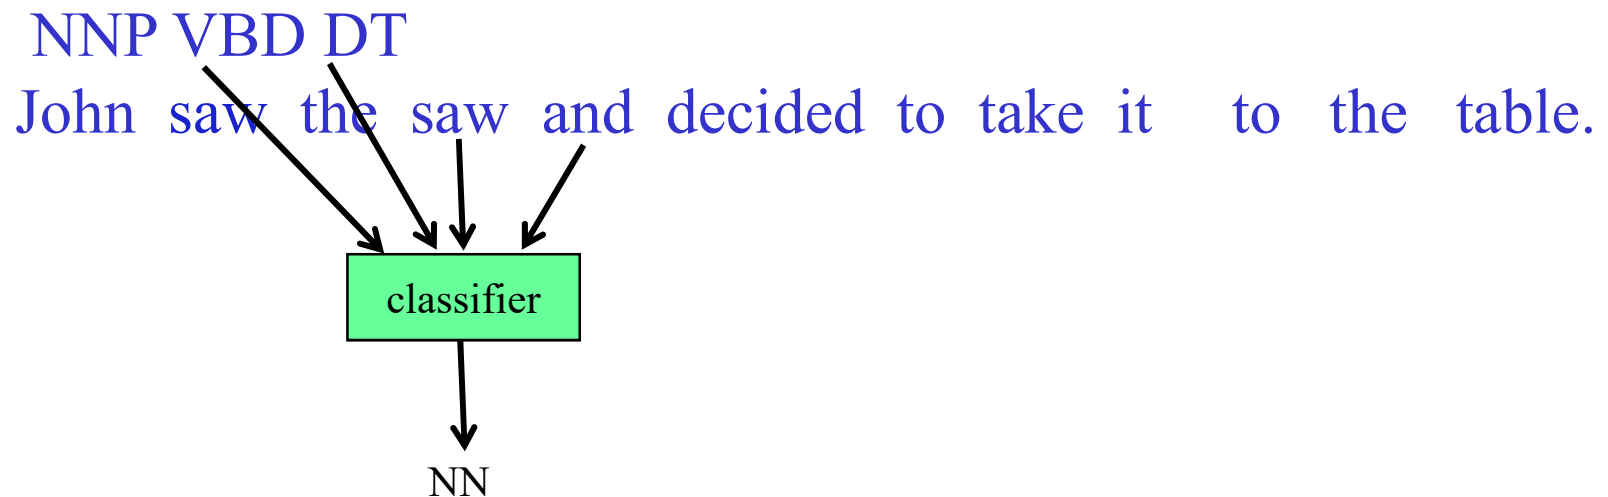 NNP VBD DT
John saw the saw and decided to take it to the table.
classifier
NN